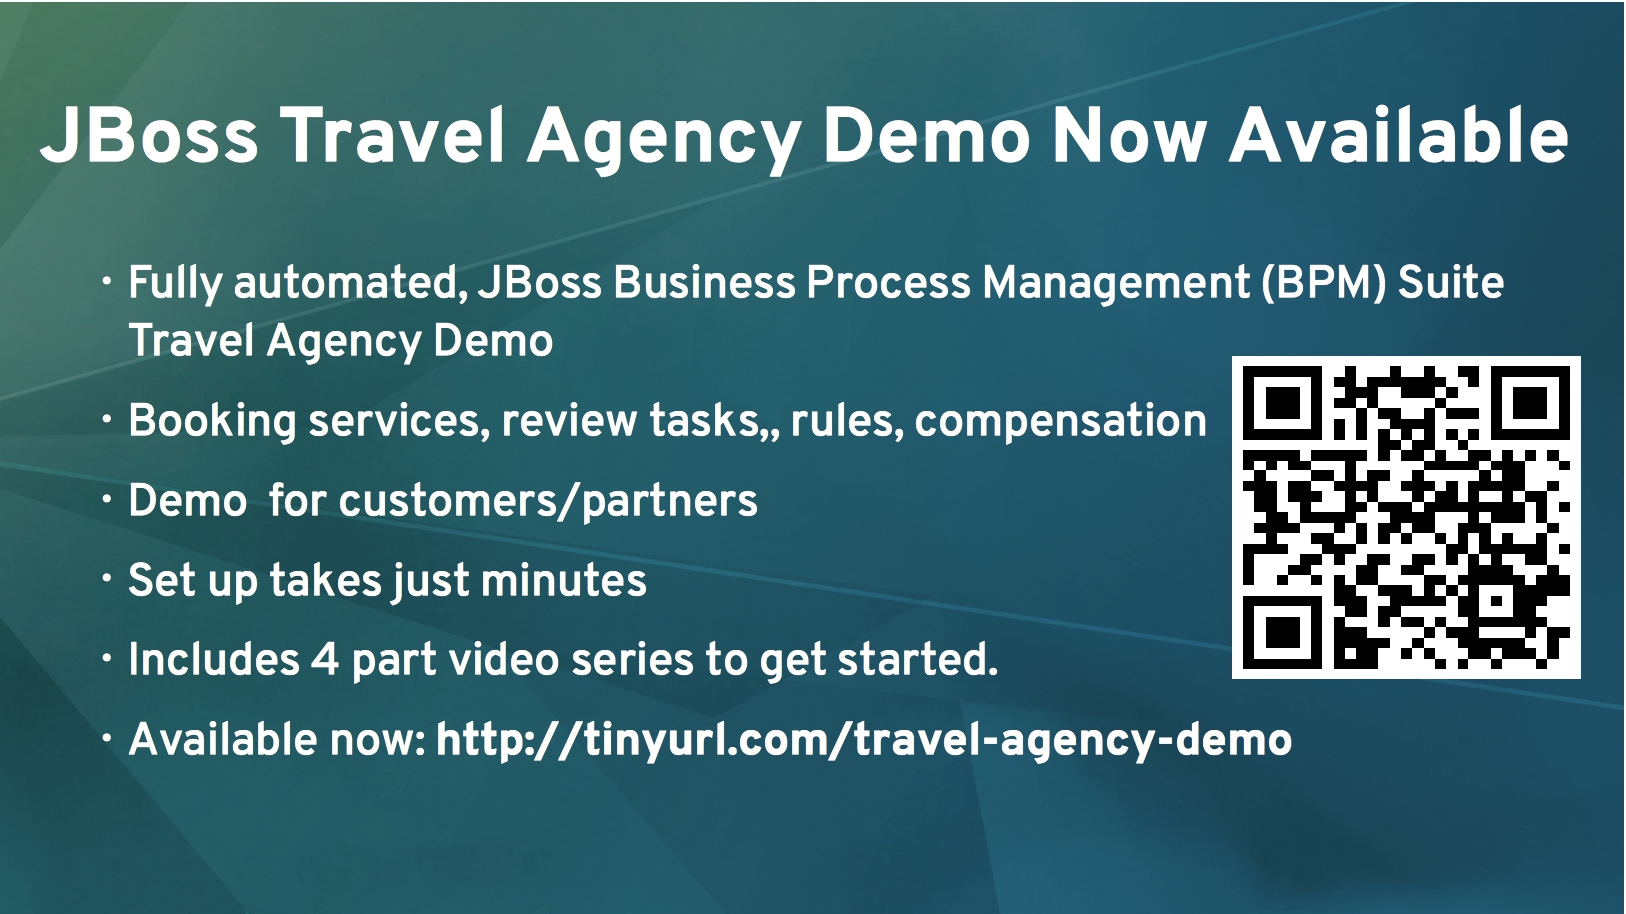 JBoss Travel Agency Demo Now Available
• Fully automated, JBoss Business Process Management (BPM) Suite
Travel Agency Demo
• Booking services, review tasks,, rules, compensation
• Demo  for customers/partners
• Set up takes just minutes
• Includes 4 part video series to get started.
• Available now: http://tinyurl.com/travel-agency-demo